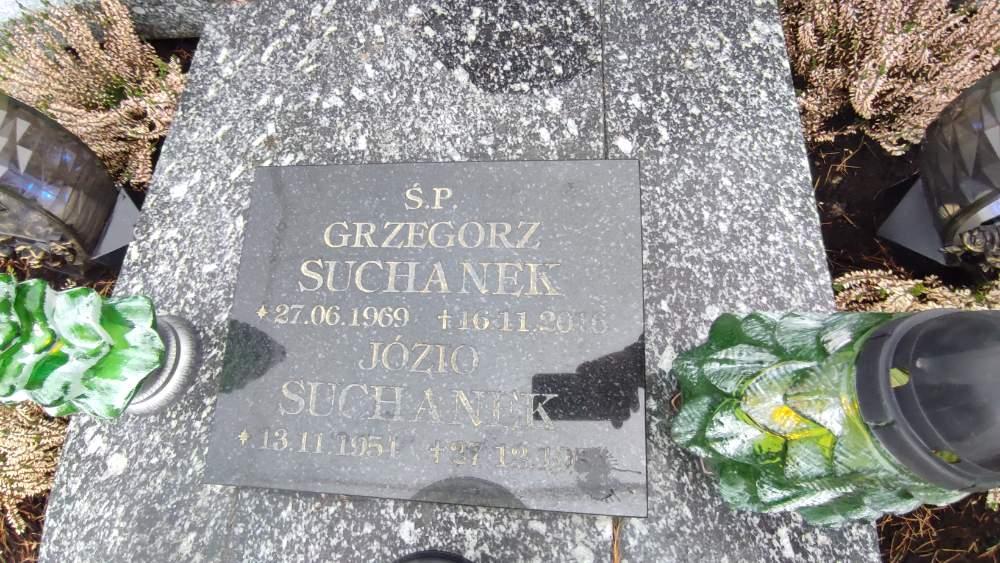 Ś.P.
GRZEGORZ
SUCHANEK
*27.06.1969 +16.11.2016
JÓZIO
SUCHANEK
*13.11.1951 +27.12.